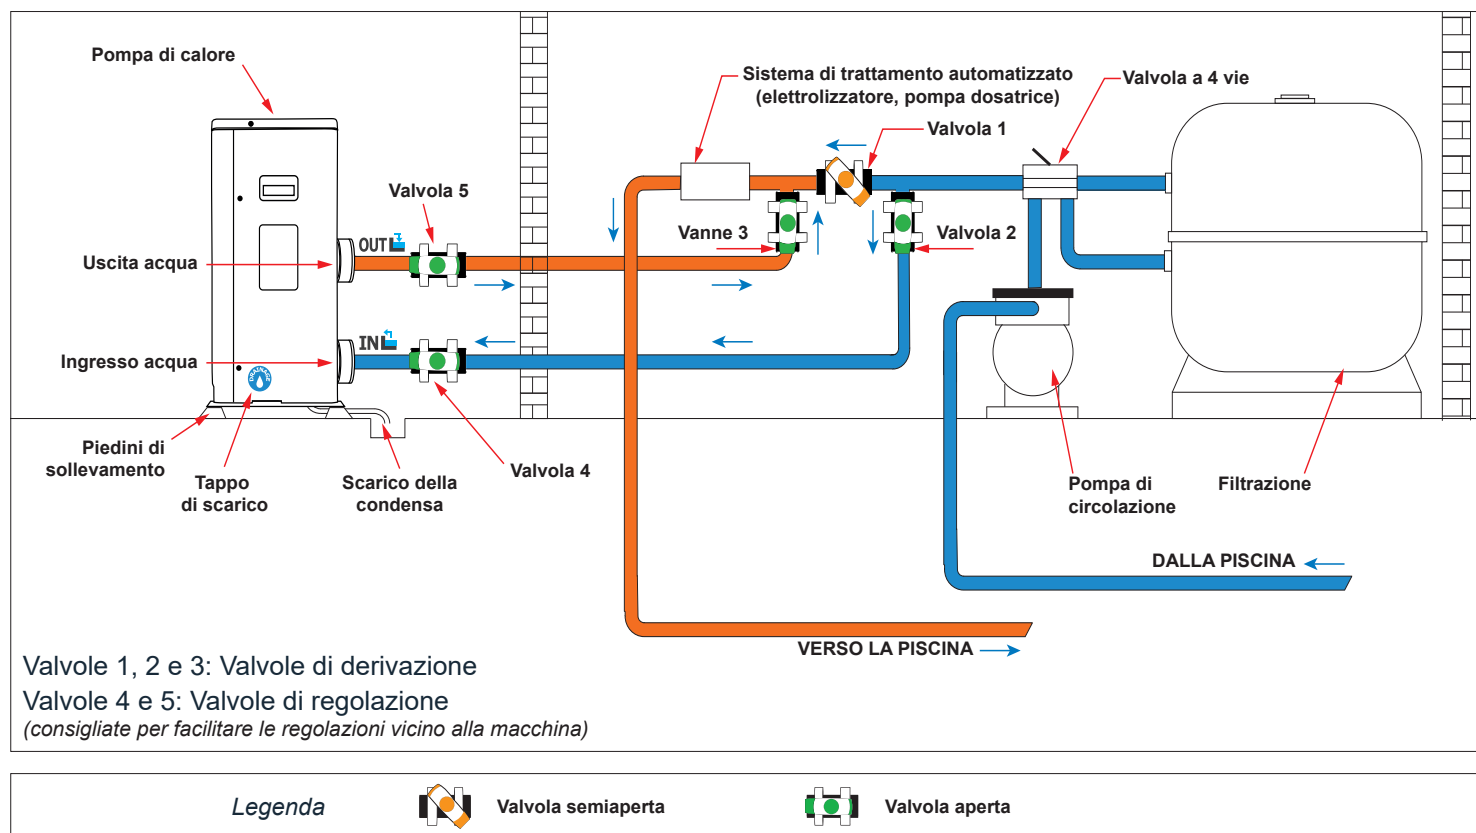 Pompa di calore
Sistema di trattamento automatizzato
(elettrolizzatore, pompa dosatrice)
Valvola a 4 vie
Valvola 1
Valvola 5
Vanne 3
Valvola 2
OUT
Uscita acqua
IN
Ingresso acqua
DRAINAGE
Piedini di
sollevamento
Tappo
di scarico
Scarico della
condensa
Valvola 4
Pompa di
circolazione
Filtrazione
DALLA PISCINA
VERSO LA PISCINA
Valvole 1, 2 e 3: Valvole di derivazione
Valvole 4 e 5: Valvole di regolazione
(consigliate per facilitare le regolazioni vicino alla macchina)
Legenda
Valvola semiaperta
Valvola aperta